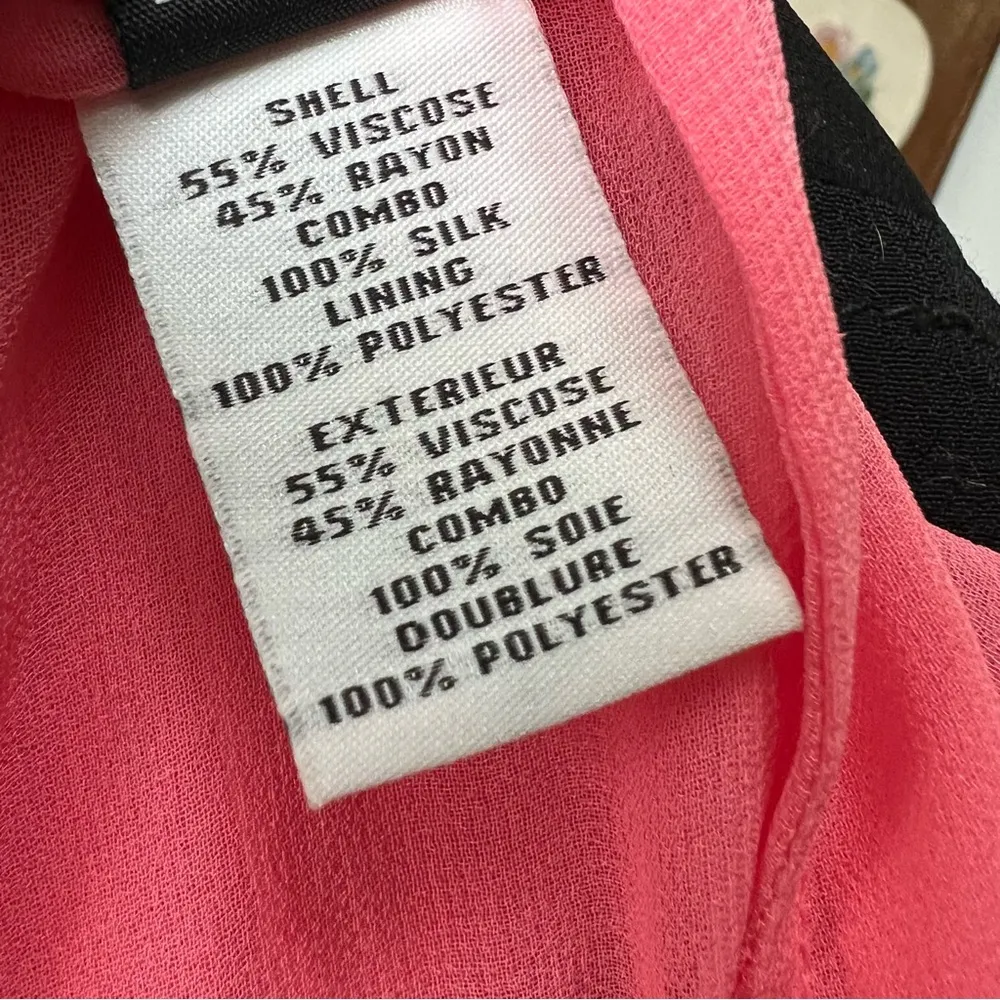 SHELL
55% VISCOSE
45% RAYON
COMBO
100% SILK
LINING
100% POLYESTER
EXTERIEUR
55% VISCOSE
45% RAYONNE
COMBO
100% SOIE
DOUBLURE
100% POLYESTER